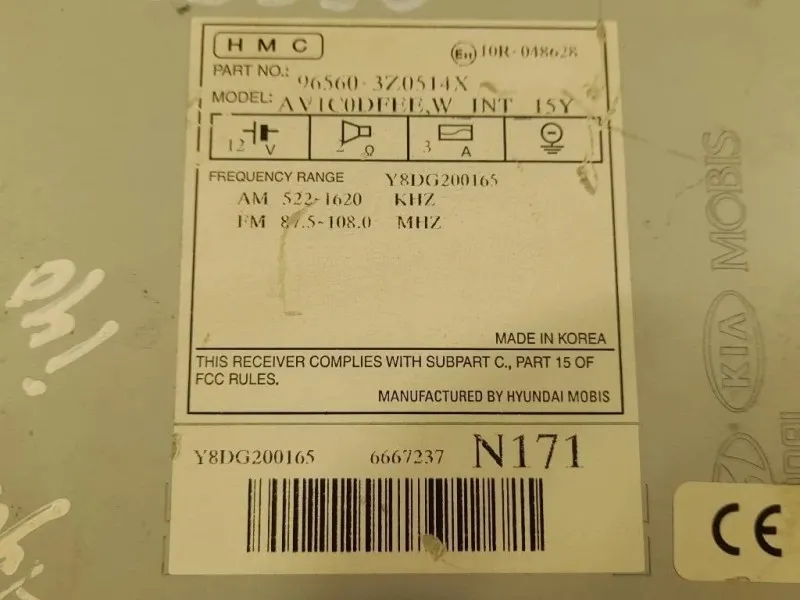 HMC
E11 10R-048628
PART NO.: 96560-3Z0514X
MODEL: AV1C0DFEE,W INT 15Y
12 V 2 Ω 3 A
FREQUENCY RANGE Y8DG200165
AM 522~1620 KHZ
FM 87.5~108.0 MHZ
MADE IN KOREA
THIS RECEIVER COMPLIES WITH SUBPART C., PART 15 OF
FCC RULES.
MANUFACTURED BY HYUNDAI MOBIS
Y8DG200165 6667237 N171
MOBIS
KIA
CE